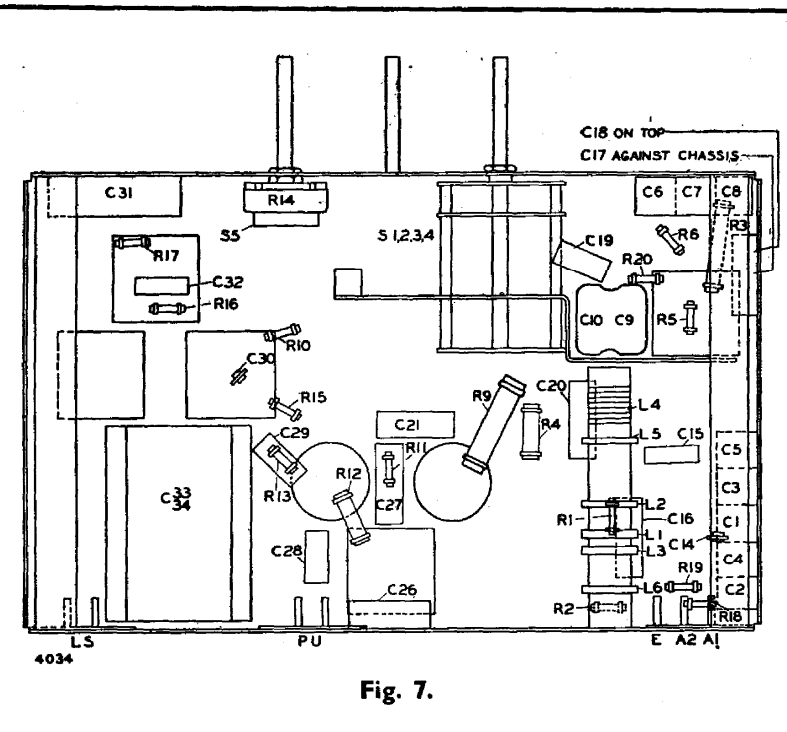 C18 ON TOP
C17 AGAINST CHASSIS
C31
R14
S5
S 1,2,3,4
C6 C7 C8
R6
R3
C19
R20
R17
C32
R16
C10 C9
R5
R10
C30
R15
R9
C20
L4
R4
L5
C15
C5
C21
C29
R11
R13
R12
C27
C33
34
C3
L2
R1
C16
C1
L1
C14
L3
C4
C28
R19
L6
C2
C26
R2
R18
LS
PU
E A2 A1
4034
Fig. 7.